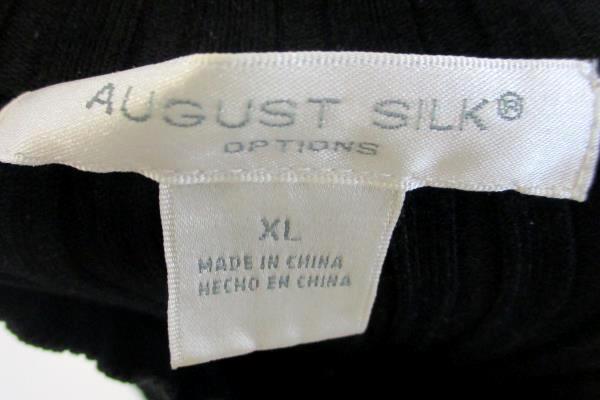 AUGUST SILK®
OPTIONS
XL
MADE IN CHINA
HECHO EN CHINA